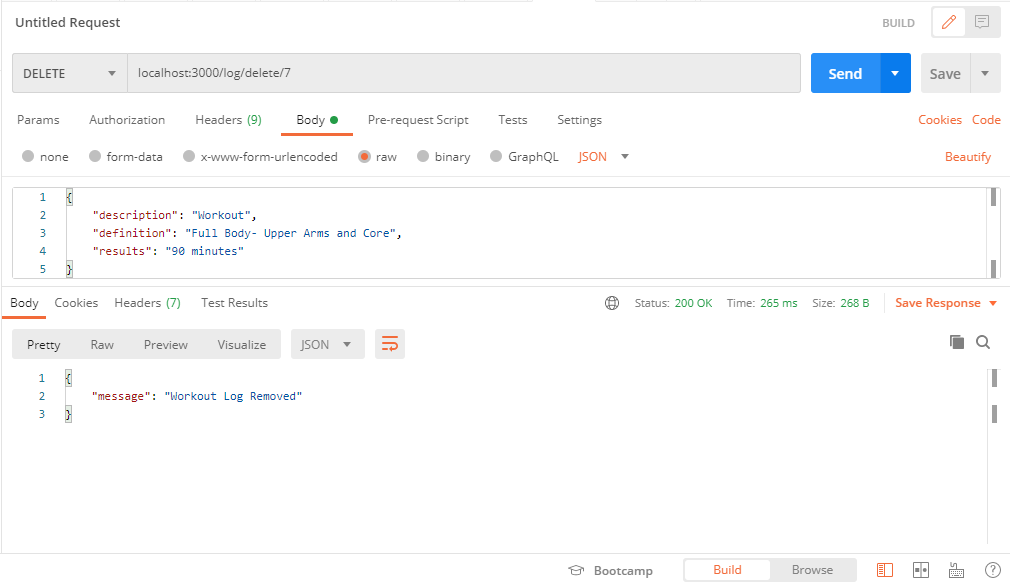 Untitled Request BUILD
DELETE localhost:3000/log/delete/7 Send Save
Params Authorization Headers (9) Body Pre-request Script Tests Settings Cookies Code
none form-data x-www-form-urlencoded raw binary GraphQL JSON Beautify
1 {
2 "description": "Workout",
3 "definition": "Full Body- Upper Arms and Core",
4 "results": "90 minutes"
5 }
Body Cookies Headers (7) Test Results Status: 200 OK Time: 265 ms Size: 268 B Save Response
Pretty Raw Preview Visualize JSON
1 {
2 "message": "Workout Log Removed"
3 }
Bootcamp Build Browse ?